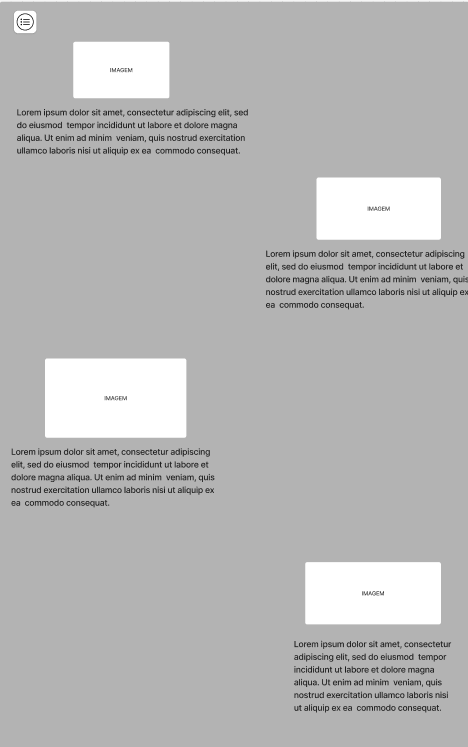 IMAGEM
Lorem ipsum dolor sit amet, consectetur adipiscing elit, sed
do eiusmod  tempor incididunt ut labore et dolore magna
aliqua. Ut enim ad minim  veniam, quis nostrud exercitation
ullamco laboris nisi ut aliquip ex ea  commodo consequat.
IMAGEM
Lorem ipsum dolor sit amet, consectetur adipiscing
elit, sed do eiusmod  tempor incididunt ut labore et
dolore magna aliqua. Ut enim ad minim  veniam, quis
nostrud exercitation ullamco laboris nisi ut aliquip ex
ea  commodo consequat.
IMAGEM
Lorem ipsum dolor sit amet, consectetur adipiscing
elit, sed do eiusmod  tempor incididunt ut labore et
dolore magna aliqua. Ut enim ad minim  veniam, quis
nostrud exercitation ullamco laboris nisi ut aliquip ex
ea  commodo consequat.
IMAGEM
Lorem ipsum dolor sit amet, consectetur
adipiscing elit, sed do eiusmod  tempor
incididunt ut labore et dolore magna
aliqua. Ut enim ad minim  veniam, quis
nostrud exercitation ullamco laboris nisi
ut aliquip ex ea  commodo consequat.